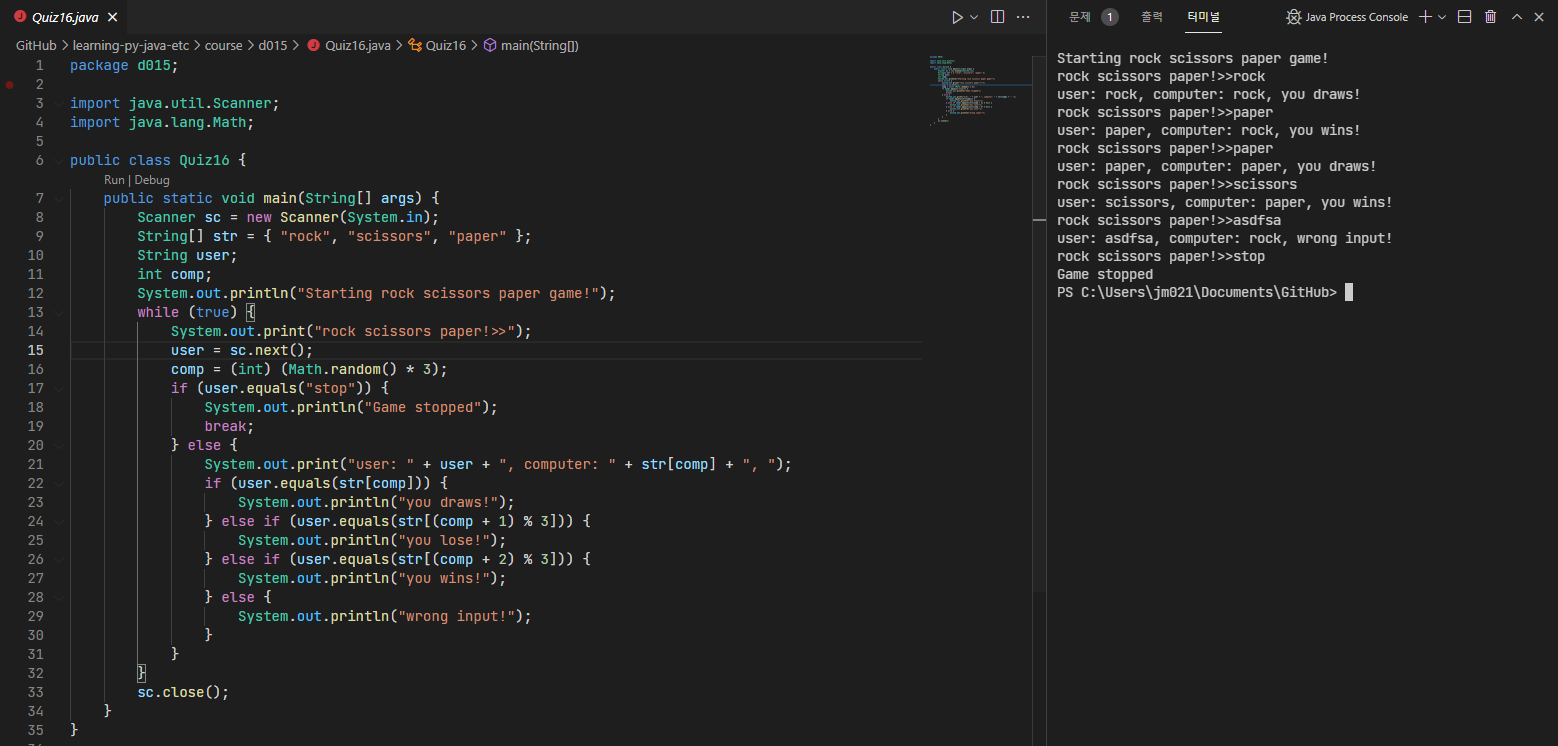 Quiz16.java
GitHub > learning-py-java-etc > course > d015 > Quiz16.java > Quiz16 > main(String[])
1 package d015;
2
3 import java.util.Scanner;
4 import java.lang.Math;
5
6 public class Quiz16 {
Run | Debug
7 public static void main(String[] args) {
8 Scanner sc = new Scanner(System.in);
9 String[] str = { "rock", "scissors", "paper" };
10 String user;
11 int comp;
12 System.out.println("Starting rock scissors paper game!");
13 while (true) {
14 System.out.print("rock scissors paper!>>");
15 user = sc.next();
16 comp = (int) (Math.random() * 3);
17 if (user.equals("stop")) {
18 System.out.println("Game stopped");
19 break;
20 } else {
21 System.out.print("user: " + user + ", computer: " + str[comp] + ", ");
22 if (user.equals(str[comp])) {
23 System.out.println("you draws!");
24 } else if (user.equals(str[(comp + 1) % 3])) {
25 System.out.println("you lose!");
26 } else if (user.equals(str[(comp + 2) % 3])) {
27 System.out.println("you wins!");
28 } else {
29 System.out.println("wrong input!");
30 }
31 }
32 }
33 sc.close();
34 }
35 }
문제 1 출력 터미널 Java Process Console
Starting rock scissors paper game!
rock scissors paper!>>rock
user: rock, computer: rock, you draws!
rock scissors paper!>>paper
user: paper, computer: rock, you wins!
rock scissors paper!>>paper
user: paper, computer: paper, you draws!
rock scissors paper!>>scissors
user: scissors, computer: paper, you wins!
rock scissors paper!>>asdfsa
user: asdfsa, computer: rock, wrong input!
rock scissors paper!>>stop
Game stopped
PS C:\Users\jm021\Documents\GitHub>